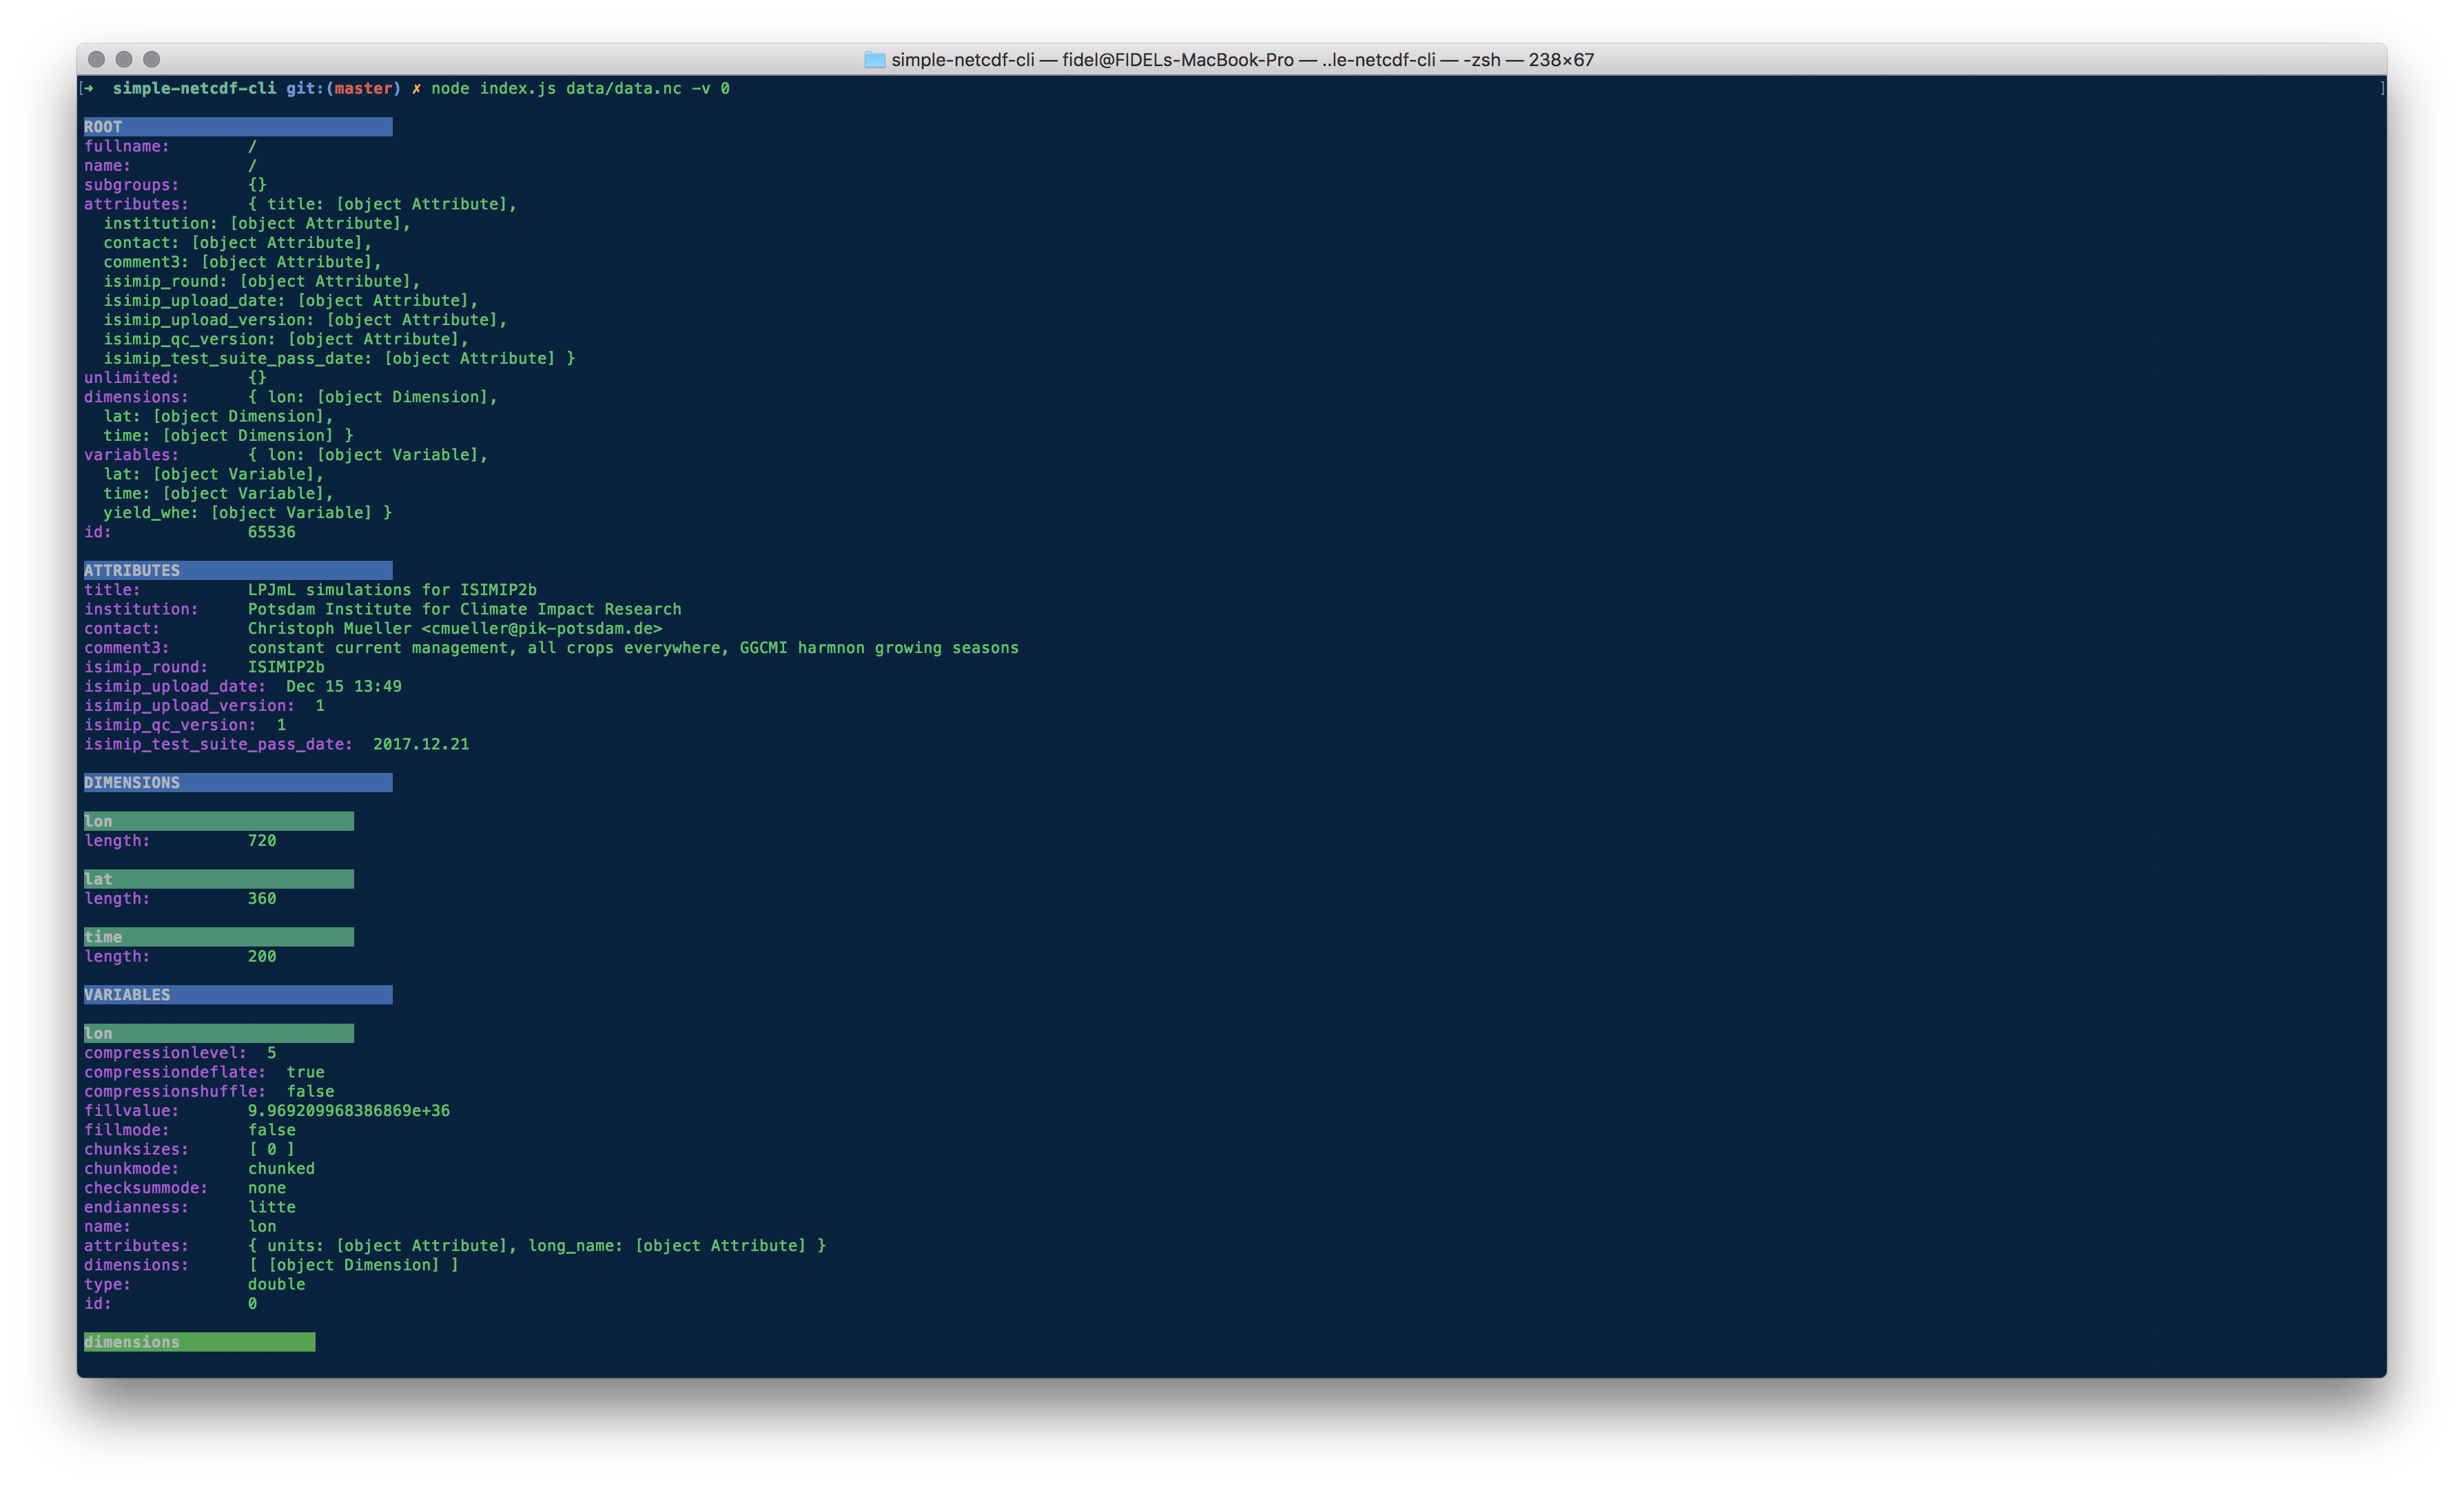 simple-netcdf-cli — fidel@FIDELs-MacBook-Pro — ..le-netcdf-cli — -zsh — 238×67
[➜  simple-netcdf-cli git:(master) ✗ node index.js data/data.nc -v 0 ]
ROOT
fullname: /
name: /
subgroups: {}
attributes: { title: [object Attribute],
institution: [object Attribute],
contact: [object Attribute],
comment3: [object Attribute],
isimip_round: [object Attribute],
isimip_upload_date: [object Attribute],
isimip_upload_version: [object Attribute],
isimip_qc_version: [object Attribute],
isimip_test_suite_pass_date: [object Attribute] }
unlimited: {}
dimensions: { lon: [object Dimension],
lat: [object Dimension],
time: [object Dimension] }
variables: { lon: [object Variable],
lat: [object Variable],
time: [object Variable],
yield_whe: [object Variable] }
id: 65536
ATTRIBUTES
title: LPJmL simulations for ISIMIP2b
institution: Potsdam Institute for Climate Impact Research
contact: Christoph Mueller <cmueller@pik-potsdam.de>
comment3: constant current management, all crops everywhere, GGCMI harmnon growing seasons
isimip_round: ISIMIP2b
isimip_upload_date: Dec 15 13:49
isimip_upload_version: 1
isimip_qc_version: 1
isimip_test_suite_pass_date: 2017.12.21
DIMENSIONS
lon
length: 720
lat
length: 360
time
length: 200
VARIABLES
lon
compressionlevel: 5
compressiondeflate: true
compressionshuffle: false
fillvalue: 9.969209968386869e+36
fillmode: false
chunksizes: [ 0 ]
chunkmode: chunked
checksummode: none
endianness: litte
name: lon
attributes: { units: [object Attribute], long_name: [object Attribute] }
dimensions: [ [object Dimension] ]
type: double
id: 0
dimensions